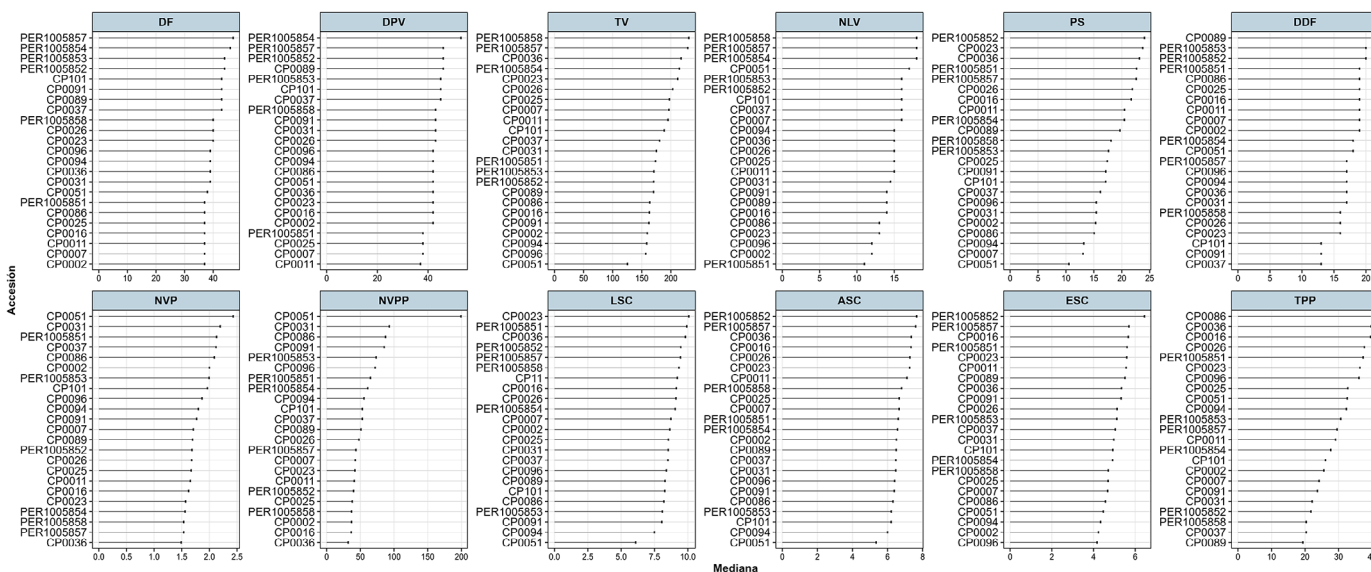 DF
PER1005857
PER1005854
PER1005853
PER1005852
CP101
CP0091
CP0089
CP0037
PER1005858
CP0026
CP0023
CP0096
CP0094
CP0036
CP0031
CP0051
PER1005851
CP0086
CP0025
CP0016
CP0011
CP0007
CP0002
0 10 20 30 40
DPV
PER1005854
PER1005857
PER1005852
CP0089
PER1005853
CP101
CP0037
PER1005858
CP0091
CP0031
CP0026
CP0096
CP0094
CP0086
CP0051
CP0036
CP0023
CP0016
CP0002
PER1005851
CP0025
CP0007
CP0011
0 20 40
TV
PER1005858
PER1005857
CP0036
PER1005854
CP0023
CP0026
CP0025
CP0007
CP0011
CP101
CP0037
CP0031
PER1005851
PER1005853
PER1005852
CP0089
CP0086
CP0016
CP0091
CP0002
CP0094
CP0096
CP0051
0 50 100 150 200
NLV
PER1005858
PER1005857
PER1005854
CP0051
PER1005853
PER1005852
CP101
CP0037
CP0007
CP0094
CP0036
CP0026
CP0025
CP0011
CP0031
CP0091
CP0089
CP0016
CP0086
CP0023
CP0096
CP0002
PER1005851
0 5 10 15
PS
PER1005852
CP0023
CP0036
PER1005851
PER1005857
CP0026
CP0016
CP0011
PER1005854
CP0089
PER1005858
PER1005853
CP0025
CP0091
CP101
CP0037
CP0096
CP0031
CP0002
CP0086
CP0094
CP0007
CP0051
0 5 10 15 20 25
DDF
CP0089
PER1005853
PER1005852
PER1005851
CP0086
CP0025
CP0016
CP0011
CP0007
CP0002
PER1005854
CP0051
PER1005857
CP0096
CP0094
CP0036
CP0031
PER1005858
CP0026
CP0023
CP101
CP0091
CP0037
0 5 10 15 20
Accesión
NVP
CP0051
CP0031
PER1005851
CP0037
CP0086
CP0002
PER1005853
CP101
CP0096
CP0094
CP0091
CP0007
CP0089
PER1005852
CP0026
CP0025
CP0011
CP0016
CP0023
PER1005854
PER1005858
PER1005857
CP0036
0.0 0.5 1.0 1.5 2.0 2.5
NVPP
CP0051
CP0031
CP0086
CP0091
PER1005853
CP0096
PER1005851
PER1005854
CP0094
CP101
CP0037
CP0089
CP0026
PER1005857
CP0007
CP0023
CP0011
PER1005852
CP0025
PER1005858
CP0002
CP0016
CP0036
0 50 100 150 200
LSC
CP0023
PER1005851
CP0036
PER1005852
PER1005857
PER1005858
CP11
CP0016
CP0026
PER1005854
CP0007
CP0002
CP0025
CP0031
CP0037
CP0096
CP0089
CP101
CP0086
PER1005853
CP0091
CP0094
CP0051
0.0 2.5 5.0 7.5 10.0
ASC
PER1005852
PER1005857
CP0036
CP0016
CP0026
CP0023
CP0011
PER1005858
CP0025
CP0007
PER1005851
PER1005854
CP0002
CP0089
CP0037
CP0031
CP0096
CP0091
CP0086
PER1005853
CP101
CP0094
CP0051
0 2 4 6 8
ESC
PER1005852
PER1005857
CP0016
PER1005851
CP0023
CP0011
CP0089
CP0036
CP0091
CP0026
PER1005853
CP0037
CP0031
CP101
PER1005854
PER1005858
CP0025
CP0007
CP0086
CP0051
CP0094
CP0002
CP0096
0 2 4 6
TPP
CP0086
CP0036
CP0016
CP0026
PER1005851
CP0023
CP0096
CP0025
CP0051
CP0094
PER1005853
PER1005857
CP0011
PER1005854
CP101
CP0002
CP0007
CP0091
CP0031
PER1005852
PER1005858
CP0037
CP0089
0 10 20 30 40
Mediana